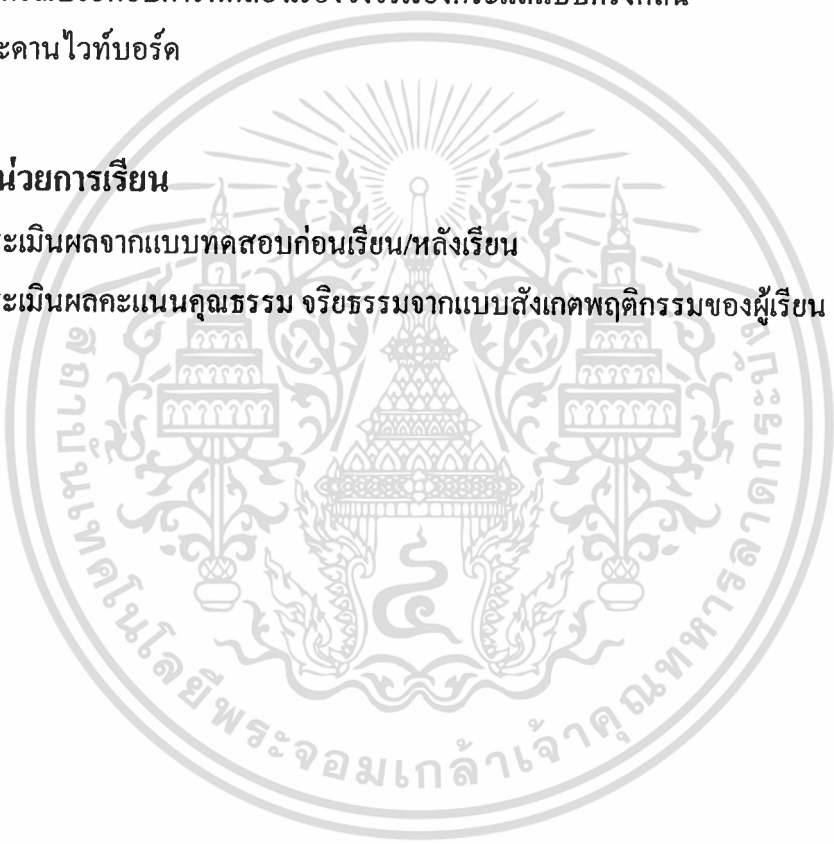 ะดานไวท์บอร์ด
น่วยการเรียน
ระเมินผลจากแบบทดสอบก่อนเรียน/หลังเรียน
ระเมินผลคะแนนคุณธรรม จริยธรรมจากแบบสังเกตพฤติกรรมของผู้เรียน
สถาบันเทคโนโลยีพระจอมเกล้าเจ้าคุณทหารลาดกระบัง